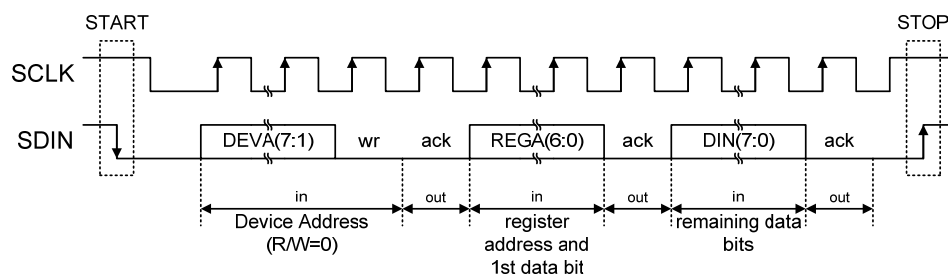 START STOP
SCLK
SDIN DEVA(7:1) wr ack REGA(6:0) ack DIN(7:0) ack
in out in out in out
Device Address register remaining data
(R/W=0) address and bits
1st data bit